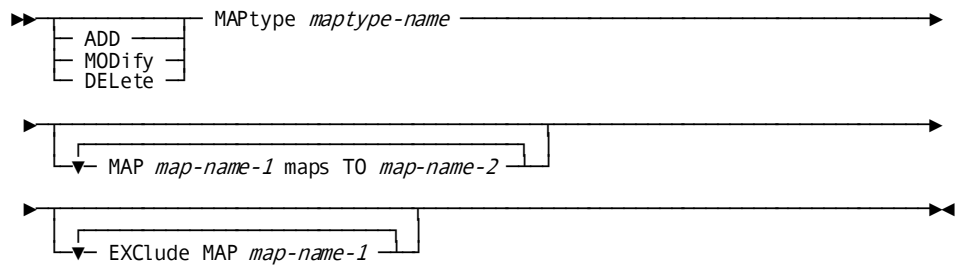 MAPtype maptype-name
ADD
MODify
DELete
MAP map-name-1 maps TO map-name-2
EXClude MAP map-name-1